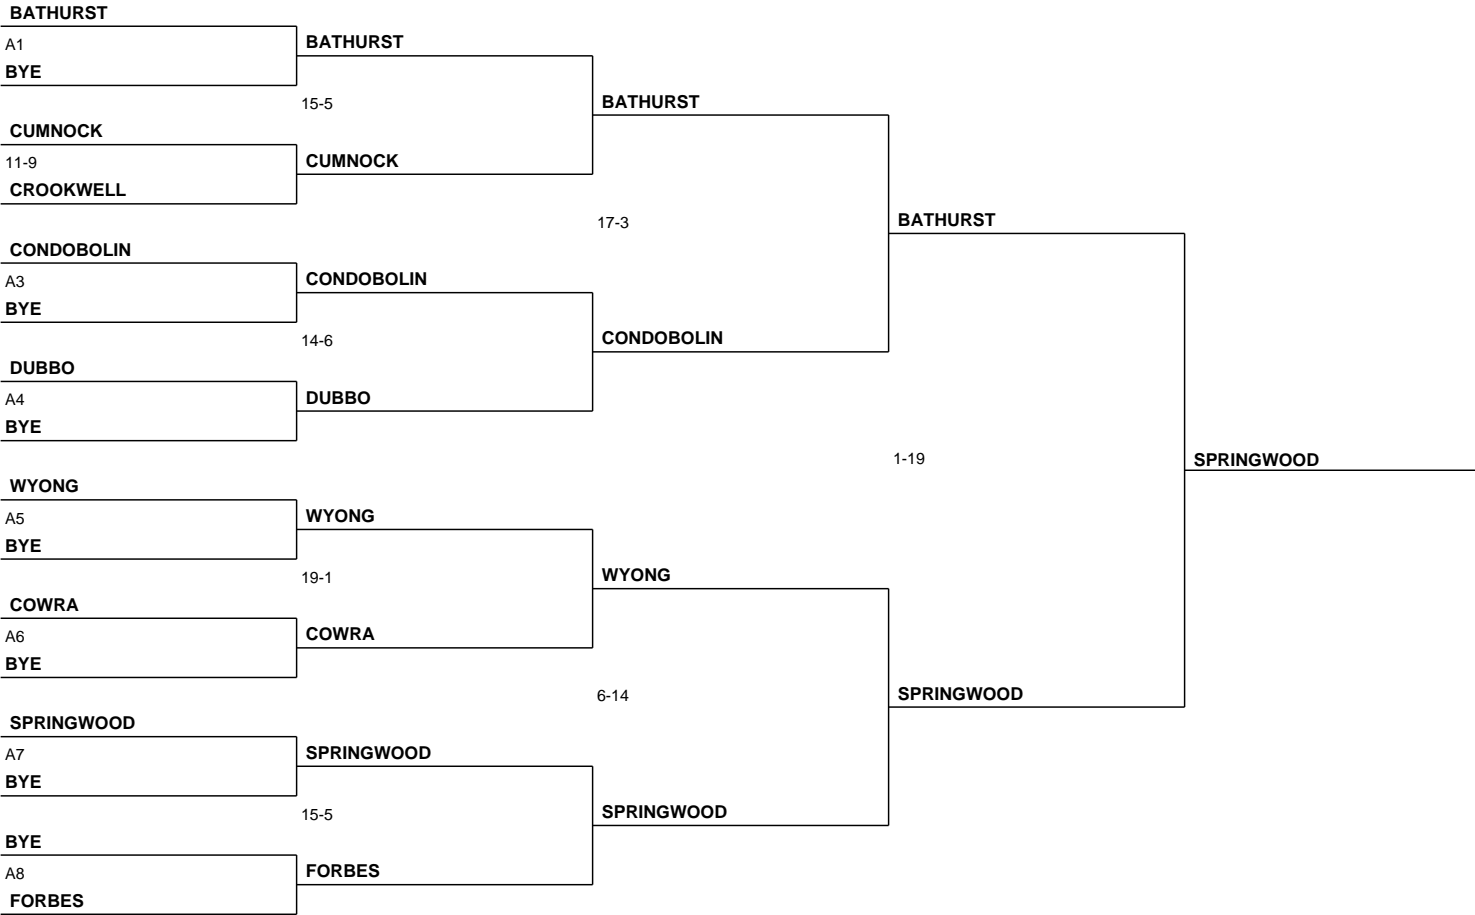 BATHURST
A1
BYE
CUMNOCK
11-9
CROOKWELL
CONDOBOLIN
A3
BYE
DUBBO
A4
BYE
WYONG
A5
BYE
COWRA
A6
BYE
SPRINGWOOD
A7
BYE
BYE
A8
FORBES
BATHURST
15-5
CUMNOCK
CONDOBOLIN
14-6
DUBBO
WYONG
19-1
COWRA
SPRINGWOOD
15-5
FORBES
BATHURST
17-3
CONDOBOLIN
WYONG
6-14
SPRINGWOOD
BATHURST
1-19
SPRINGWOOD
SPRINGWOOD